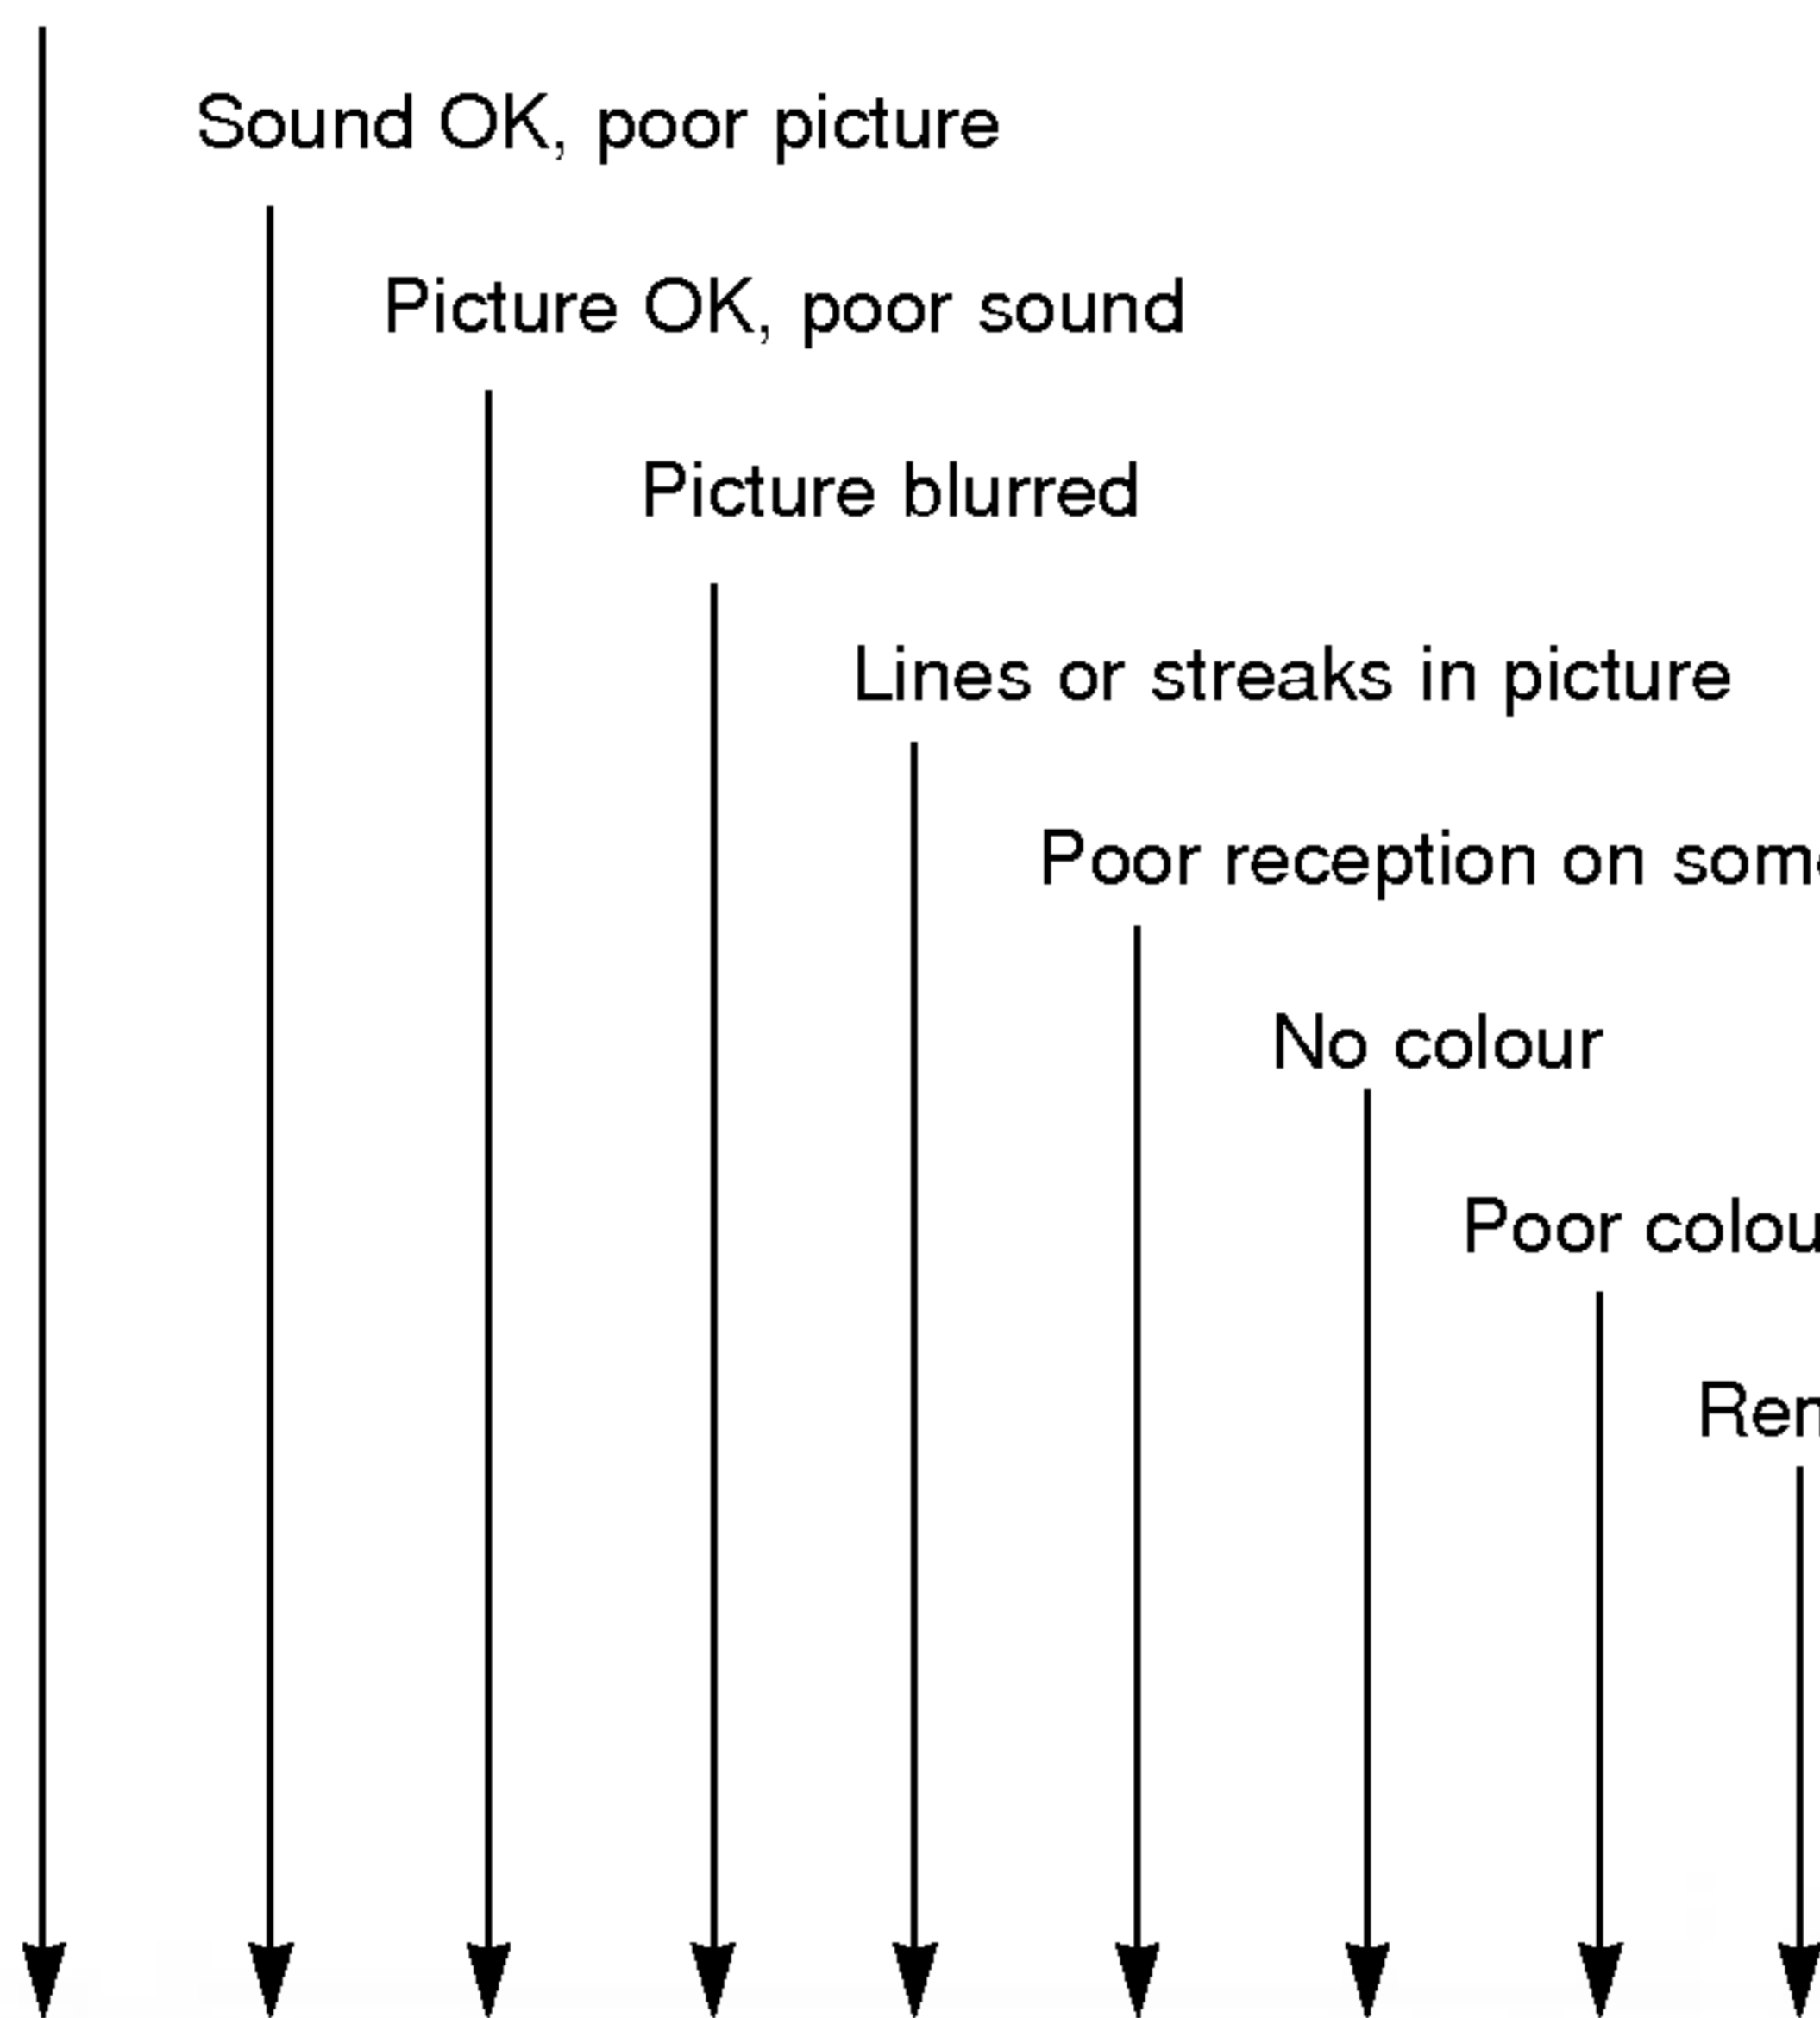 Sound OK, poor picture
Picture OK, poor sound
Picture blurred
Lines or streaks in picture
Poor reception on
No colour
Poor